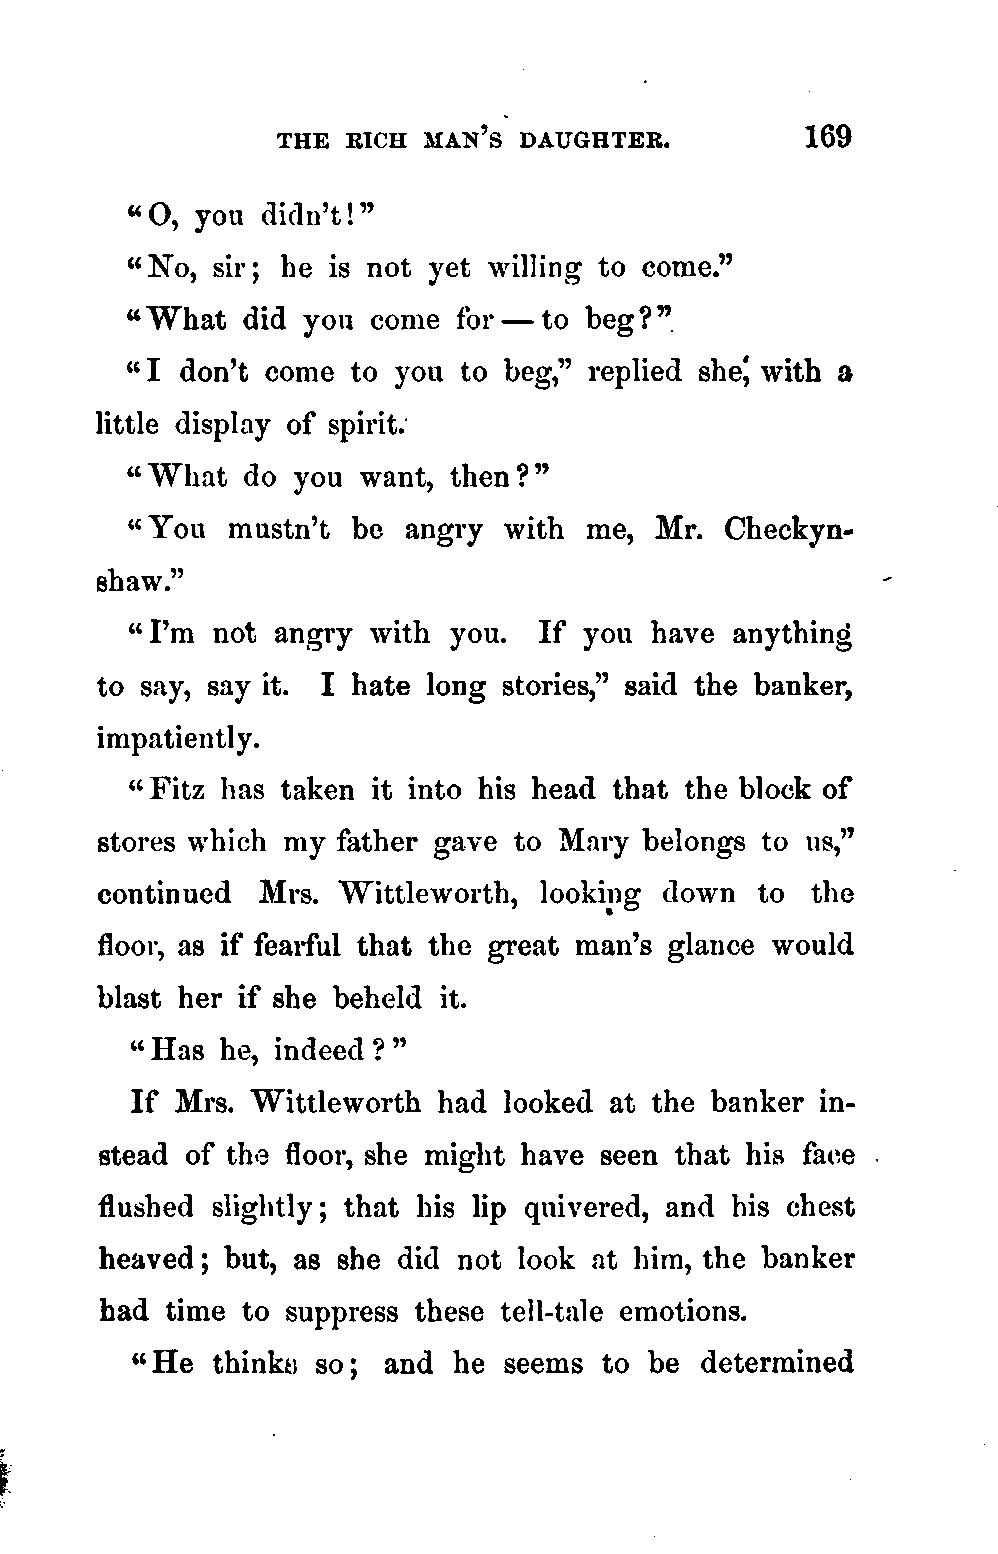 THE RICH MAN'S DAUGHTER. 169
"O, you didn't!"
"No, sir; he is not yet willing to come."
"What did you come for — to beg?"
"I don't come to you to beg," replied she, with a
little display of spirit.
"What do you want, then?"
"You mustn't be angry with me, Mr. Checkyn-
shaw."
"I'm not angry with you. If you have anything
to say, say it. I hate long stories," said the banker,
impatiently.
"Fitz has taken it into his head that the block of
stores which my father gave to Mary belongs to us,"
continued Mrs. Wittleworth, looking down to the
floor, as if fearful that the great man's glance would
blast her if she beheld it.
"Has he, indeed?"
If Mrs. Wittleworth had looked at the banker in-
stead of the floor, she might have seen that his face
flushed slightly; that his lip quivered, and his chest
heaved; but, as she did not look at him, the banker
had time to suppress these tell-tale emotions.
"He thinks so; and he seems to be determined